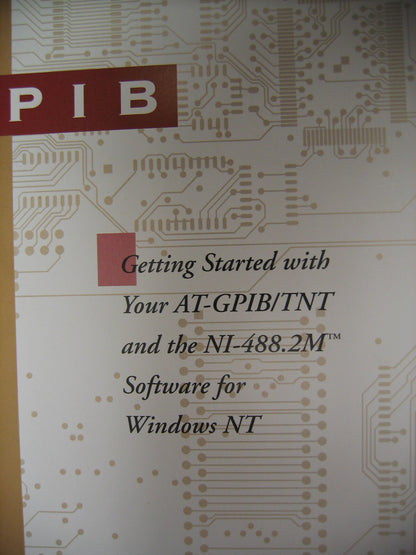 PIB
Getting Started with
Your AT-GPIB/TNT
and the NI-488.2M™
Software for
Windows NT